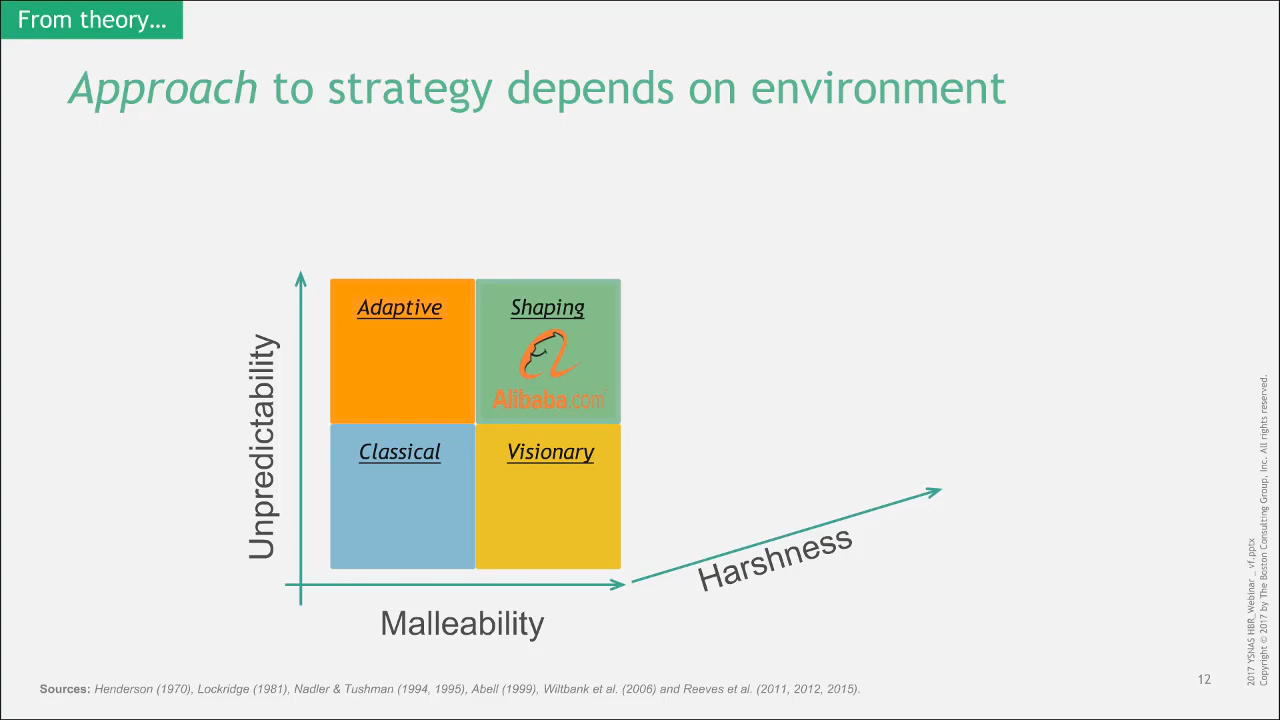 From theory…
Approach to strategy depends on environment
Unpredictability
Adaptive
Shaping
Alibaba.com
Classical
Visionary
Harshness
Malleability
Sources: Henderson (1970), Lockridge (1981), Nadler & Tushman (1994, 1995), Abell (1999), Wiltbank et al. (2006) and Reeves et al. (2011, 2012, 2015).
12
2017 YSNAS HBR_Webinar _ vf.pptx
Copyright © 2017 by The Boston Consulting Group, Inc. All rights reserved.